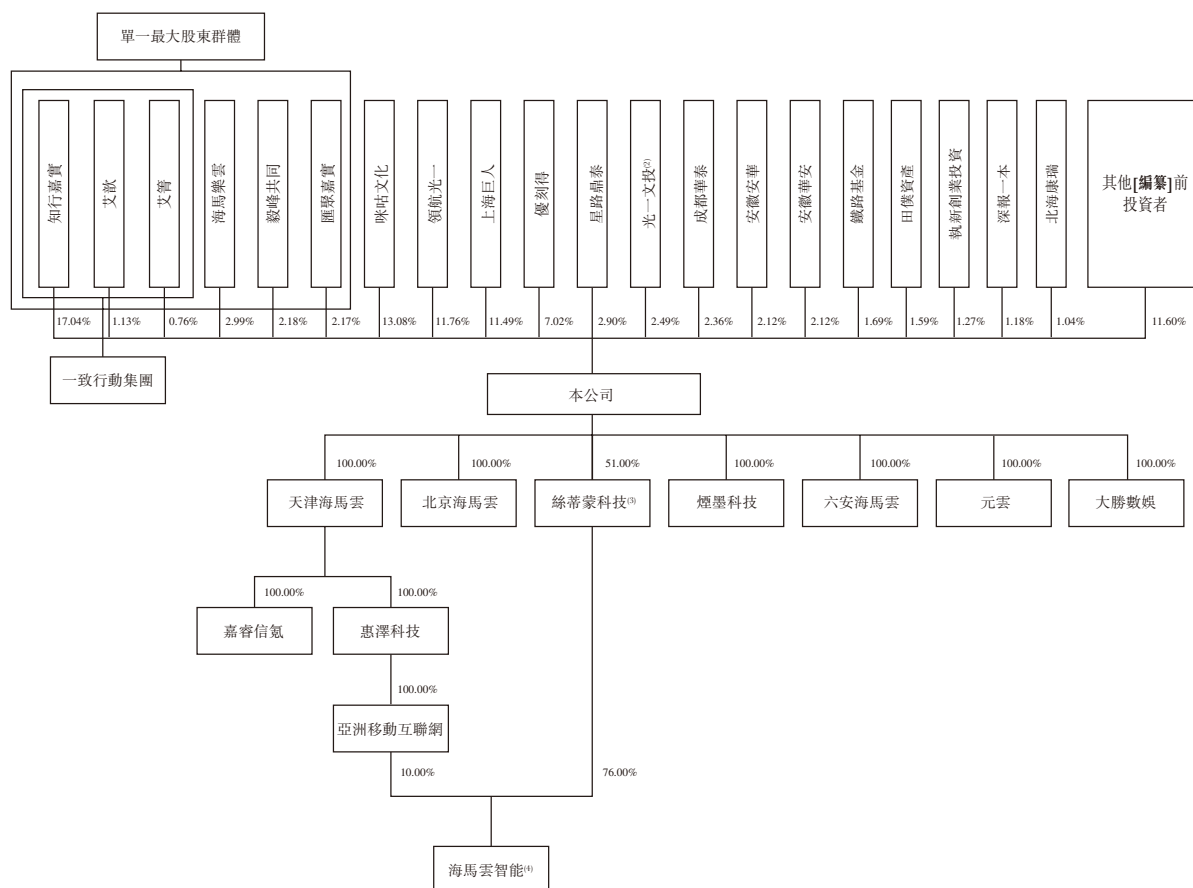 單一最大股東群體
知行嘉實
艾歆
艾箐
海馬樂雲
毅峰共同
匯聚嘉實
咪咕文化
領航光一
上海巨人
優刻得
星路鼎泰
光一文投(2)
成都華泰
安徽安華
安徽華安
鐵路基金
田僕資產
執新創業投資
深報一本
北海康瑞
其他[編纂]前
投資者
17.04%
1.13%
0.76%
2.99%
2.18%
2.17%
13.08%
11.76%
11.49%
7.02%
2.90%
2.49%
2.36%
2.12%
2.12%
1.69%
1.59%
1.27%
1.18%
1.04%
11.60%
一致行動集團
本公司
100.00%
100.00%
51.00%
100.00%
100.00%
100.00%
100.00%
天津海馬雲
北京海馬雲
絲蒂蒙科技(3)
煙墨科技
六安海馬雲
元雲
大勝數娛
100.00%
100.00%
嘉睿信氪
惠澤科技
100.00%
亞洲移動互聯網
10.00%
76.00%
海馬雲智能(4)